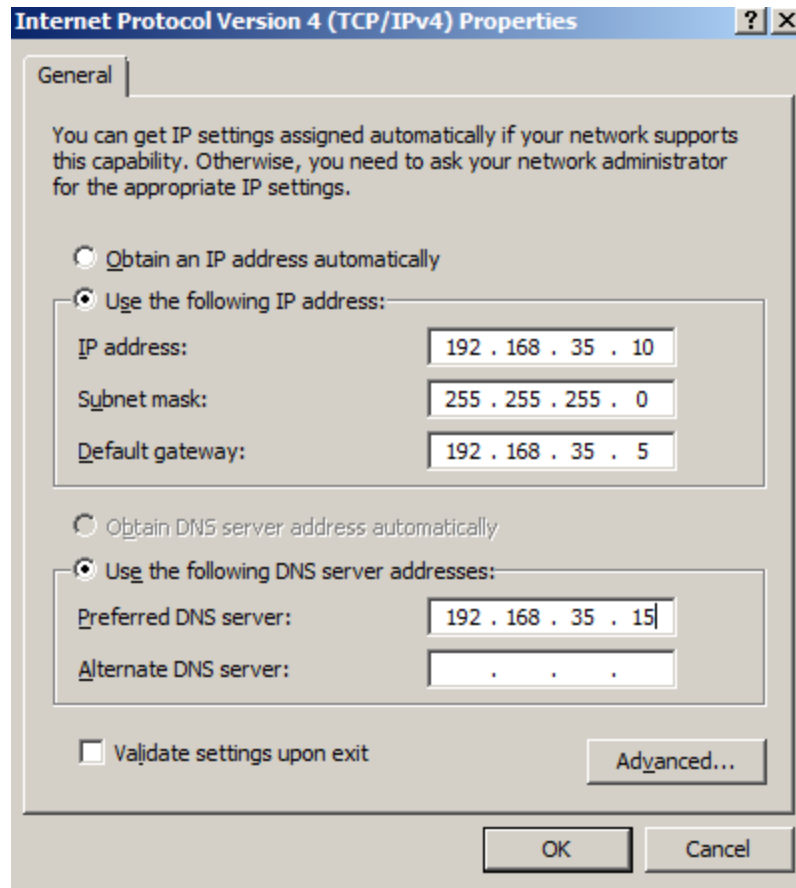 Internet Protocol Version 4 (TCP/IPv4) Properties ? X
General
You can get IP settings assigned automatically if your network supports
this capability. Otherwise, you need to ask your network administrator
for the appropriate IP settings.
Obtain an IP address automatically
Use the following IP address:
IP address: 192 . 168 . 35 . 10
Subnet mask: 255 . 255 . 255 . 0
Default gateway: 192 . 168 . 35 . 5
Obtain DNS server address automatically
Use the following DNS server addresses:
Preferred DNS server: 192 . 168 . 35 . 15
Alternate DNS server: . . .
Validate settings upon exit
Advanced...
OK Cancel